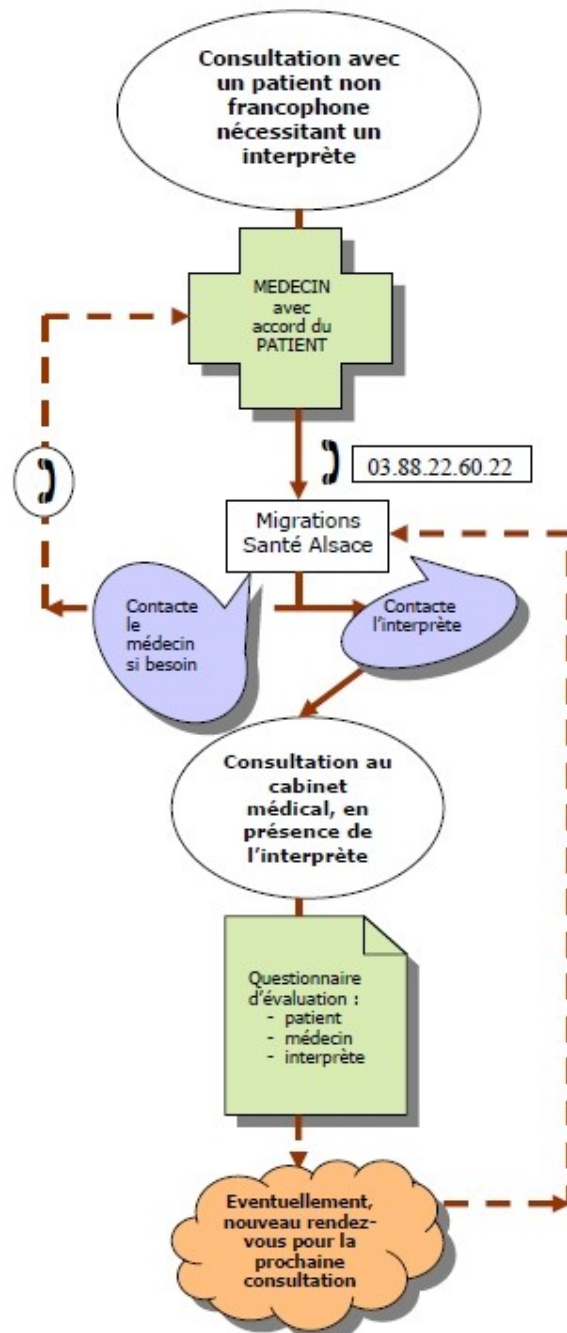 Consultation avec
un patient non
francophone
nécessitant un
interprète
MEDECIN
avec
accord du
PATIENT
03.88.22.60.22
Migrations
Santé Alsace
Contacte
le
médecin
si besoin
Contacte
l'interprète
Consultation au
cabinet
médical, en
présence de
l'interprète
Questionnaire
d'évaluation :
- patient
- médecin
- interprète
Eventuellement,
nouveau rendez-
vous pour la
prochaine
consultation